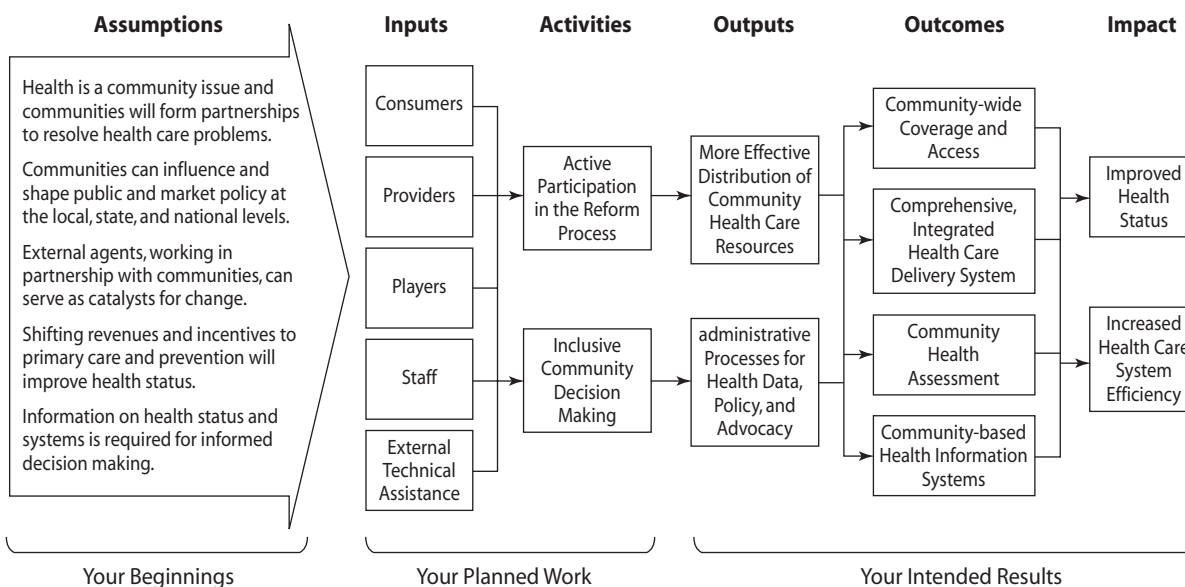 Assumptions
Inputs
Activities
Outputs
Outcomes
Impact
Health is a community issue and
communities will form partnerships
to resolve health care problems.
Communities can influence and
shape public and market policy at
the local, state, and national levels.
External agents, working in
partnership with communities, can
serve as catalysts for change.
Shifting revenues and incentives to
primary care and prevention will
improve health status.
Information on health status and
systems is required for informed
decision making.
Consumers
Providers
Players
Staff
External
Technical
Assistance
Active
Participation
in the Reform
Process
Inclusive
Community
Decision
Making
More Effective
Distribution of
Community
Health Care
Resources
administrative
Processes for
Health Data,
Policy, and
Advocacy
Community-wide
Coverage and
Access
Comprehensive,
Integrated
Health Care
Delivery System
Community
Health
Assessment
Community-based
Health Information
Systems
Improved
Health
Status
Increased
Health Care
System
Efficiency
Your Beginnings
Your Planned Work
Your Intended Results